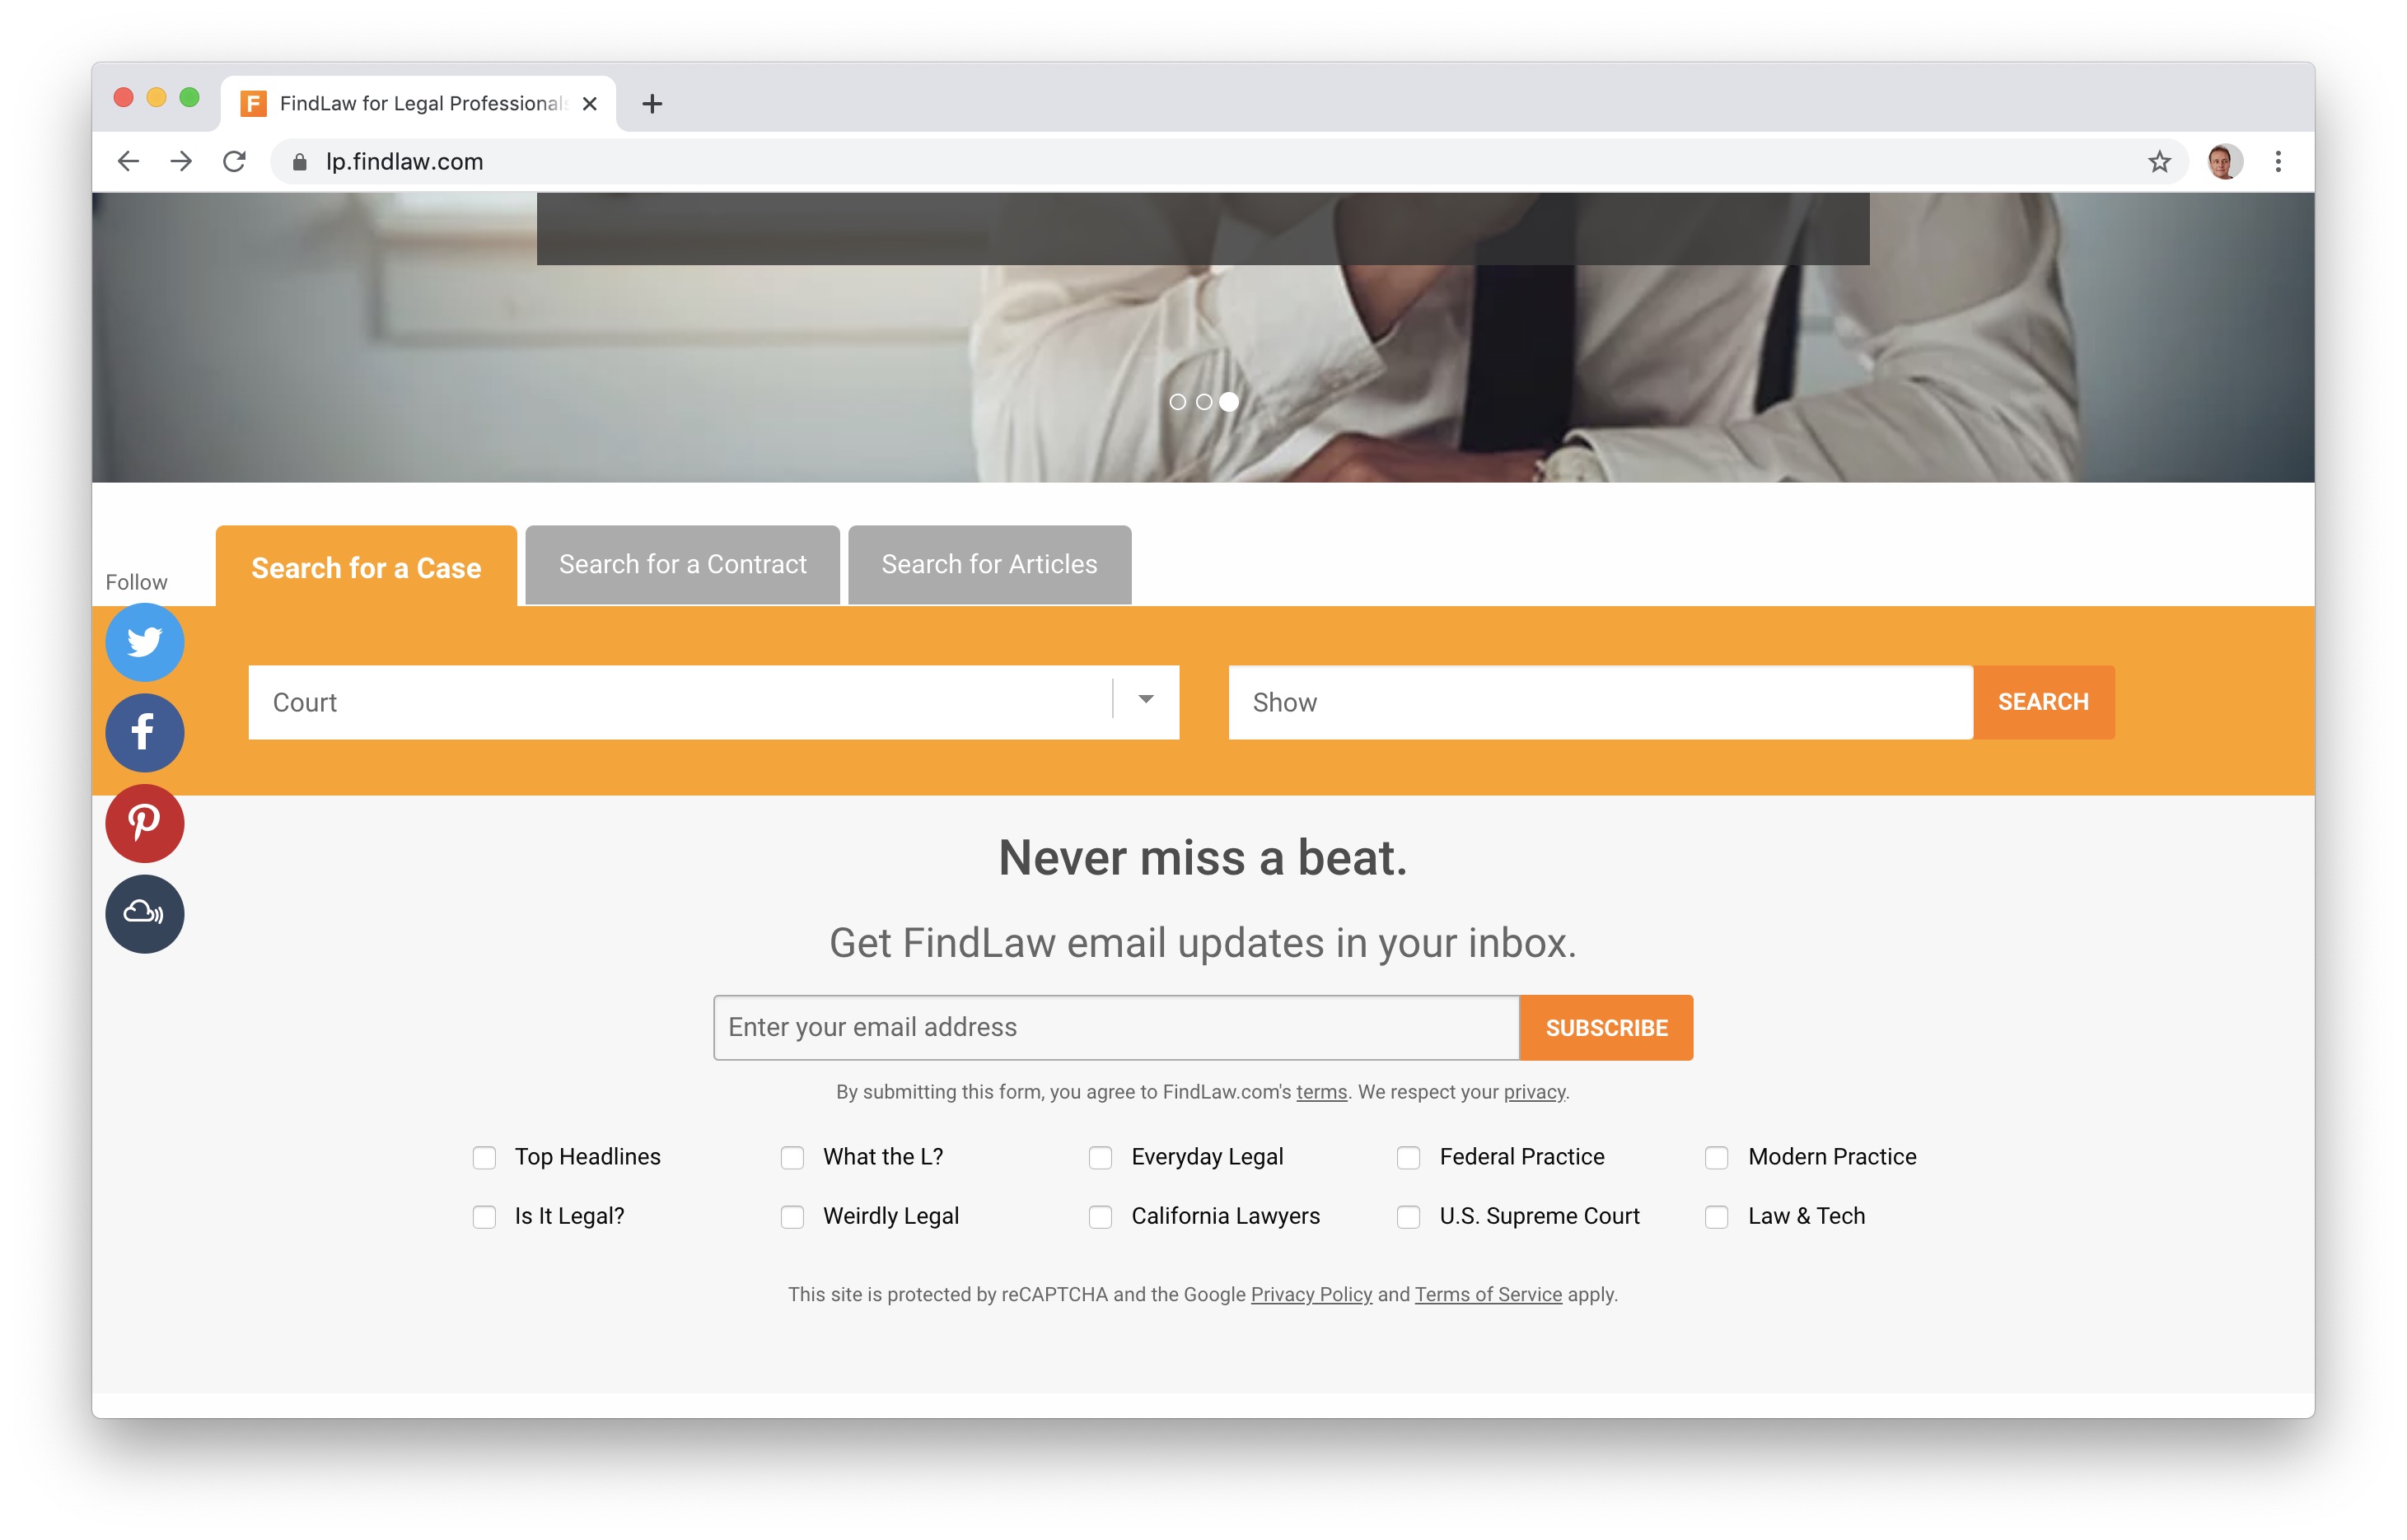 F FindLaw for Legal Professionals
lp.findlaw.com
Search for a Case
Search for a Contract
Search for Articles
Follow
Court
Show
SEARCH
Never miss a beat.
Get FindLaw email updates in your inbox.
Enter your email address
SUBSCRIBE
By submitting this form, you agree to FindLaw.com's terms. We respect your privacy.
Top Headlines
What the L?
Everyday Legal
Federal Practice
Modern Practice
Is It Legal?
Weirdly Legal
California Lawyers
U.S. Supreme Court
Law & Tech
This site is protected by reCAPTCHA and the Google Privacy Policy and Terms of Service apply.